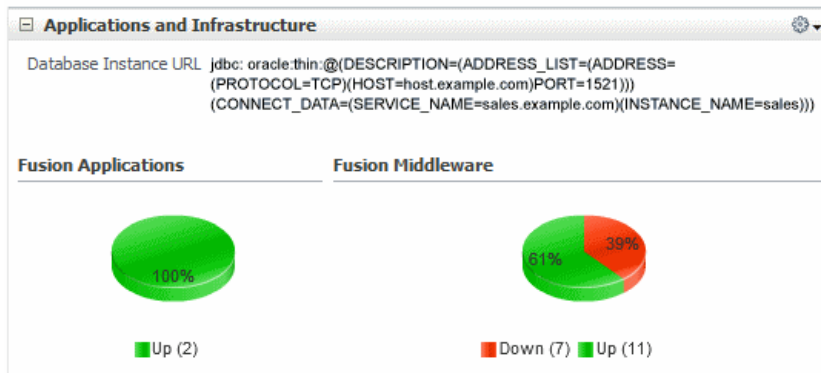 Applications and Infrastructure
Database Instance URL jdbc: oracle:thin:@(DESCRIPTION=(ADDRESS_LIST=(ADDRESS=
(PROTOCOL=TCP)(HOST=host.example.com)PORT=1521)))
(CONNECT_DATA=(SERVICE_NAME=sales.example.com)(INSTANCE_NAME=sales)))
Fusion Applications Fusion Middleware
100% 61% 39%
Up (2) Down (7) Up (11)